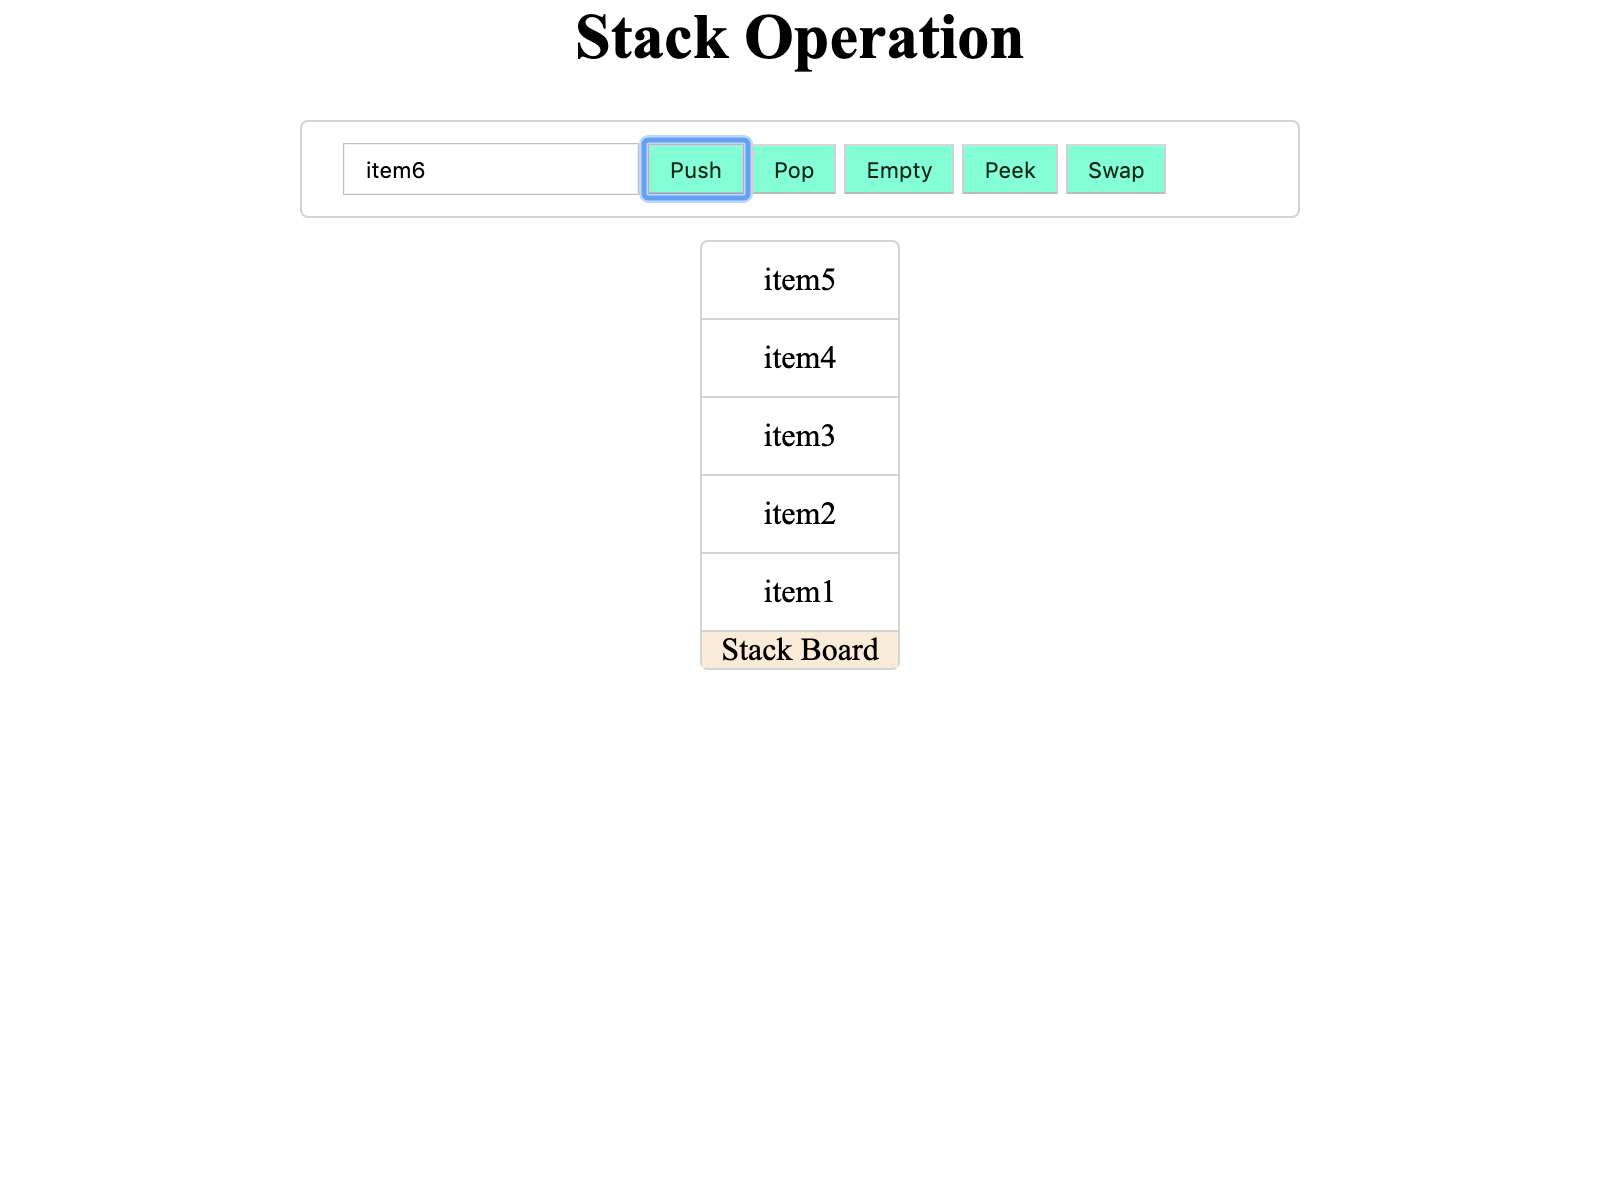 Stack Operation
item6 Push Pop Empty Peek Swap
item5
item4
item3
item2
item1
Stack Board